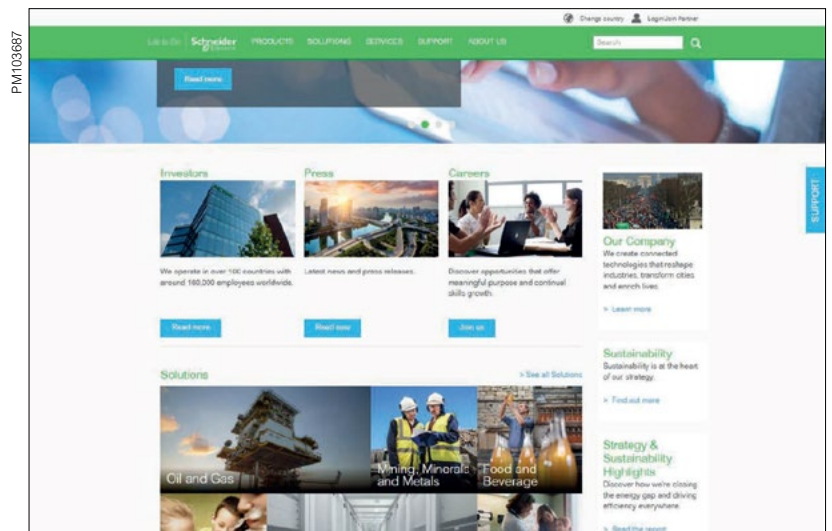 PM103687
Change country Login/Join Partner
Life Is On Schneider Electric PRODUCTS SOLUTIONS SERVICES SUPPORT ABOUT US Search
Read more
SUPPORT
Investors
We operate in over 100 countries with
around 160,000 employees worldwide.
Read more
Press
Latest news and press releases.
Read now
Careers
Discover opportunities that offer
meaningful purpose and continual
skills growth.
Join us
Our Company
We create connected
technologies that reshape
industries, transform cities
and enrich lives.
> Learn more
Solutions
> See all Solutions
Oil and Gas
Mining, Minerals
and Metals
Food and
Beverage
Sustainability
Sustainability is at the heart
of our strategy.
> Find out more
Strategy &
Sustainability
Highlights
Discover how we're closing
the energy gap and driving
efficiency everywhere.
> Read the report